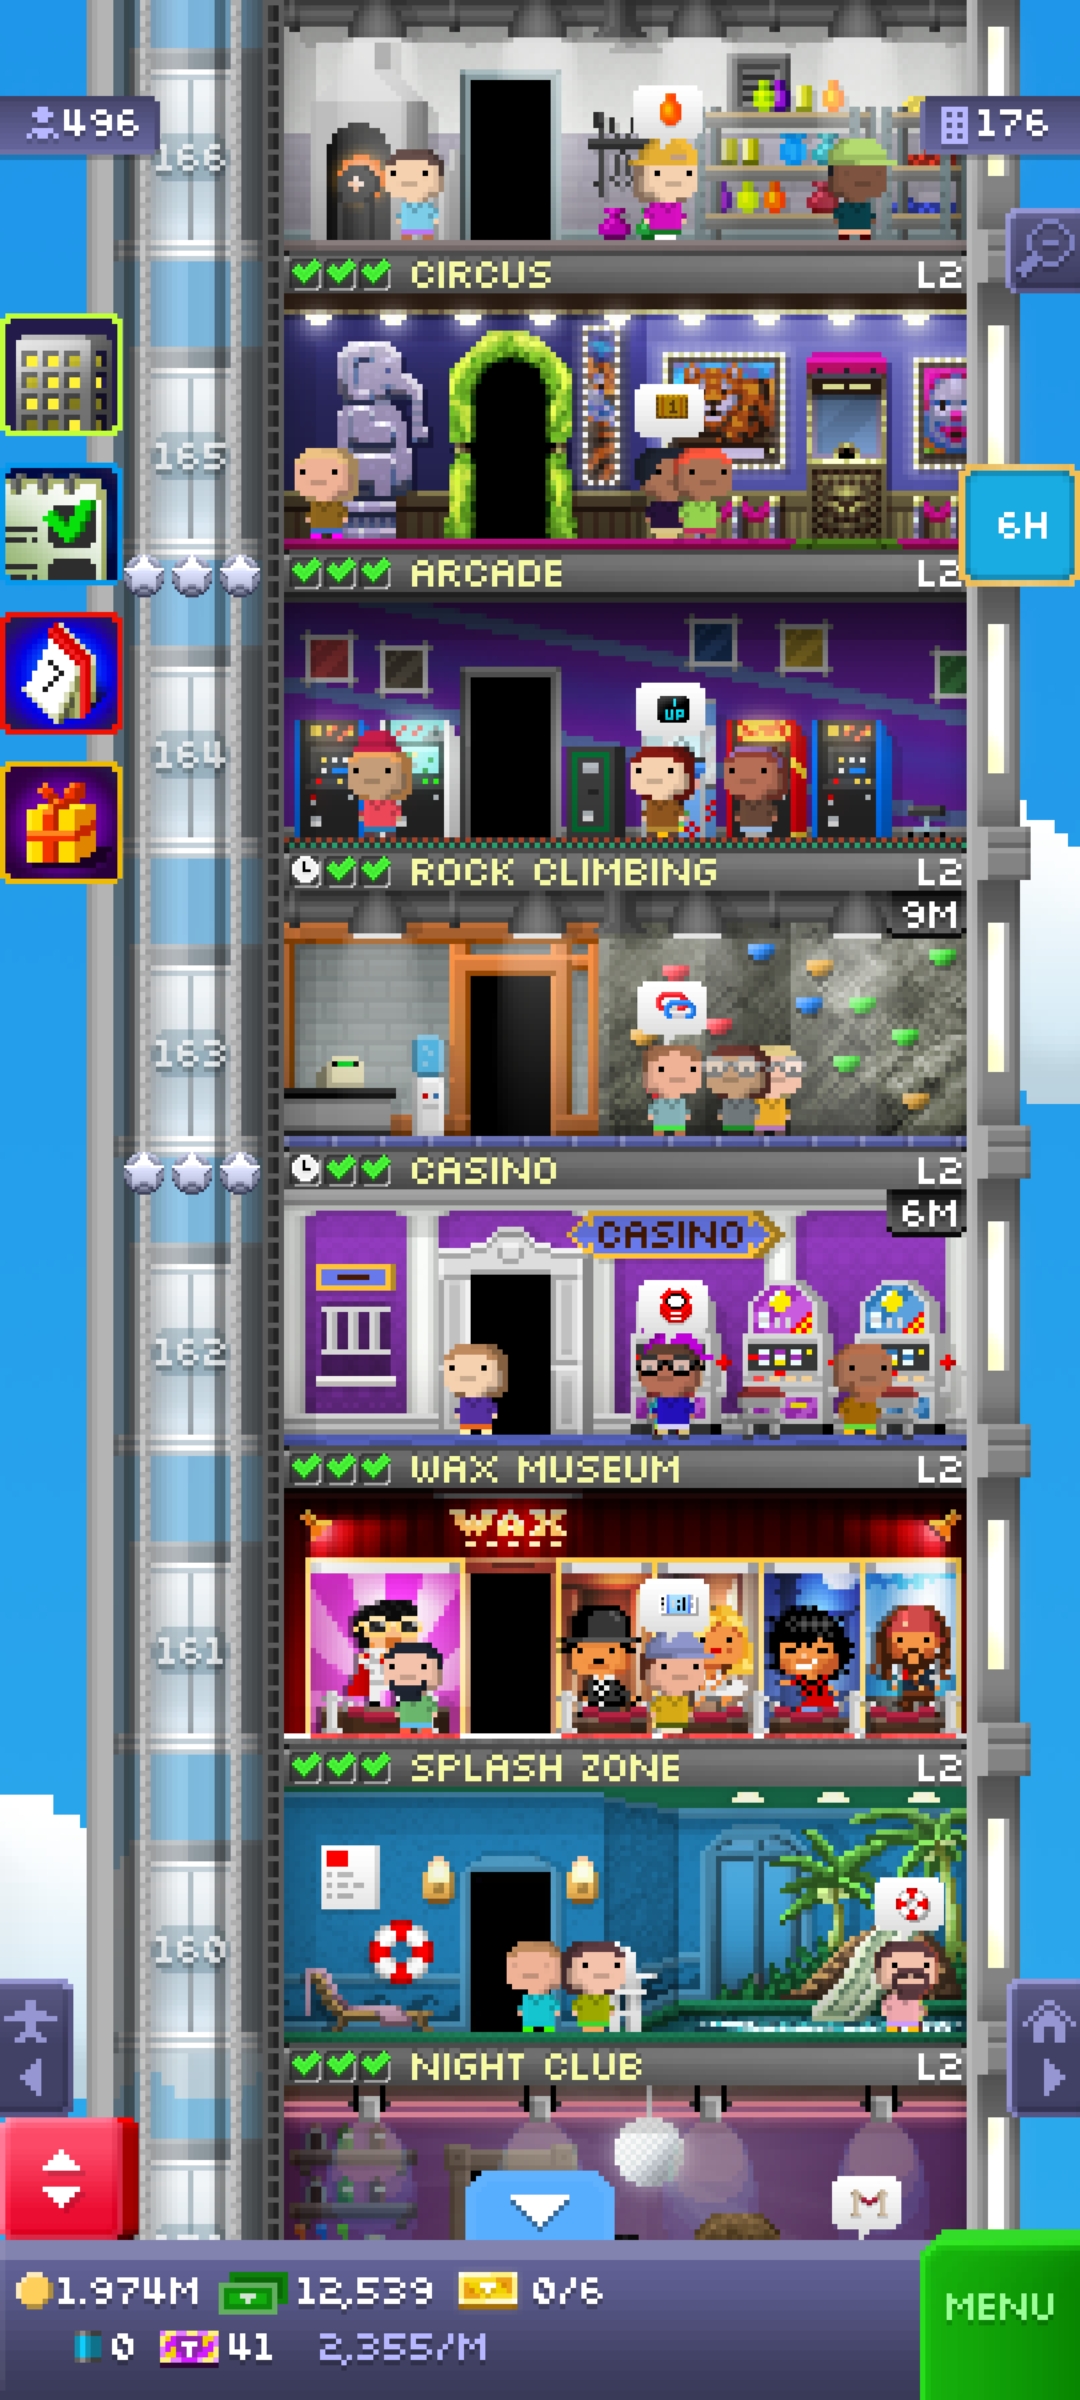 496
176
166
CIRCUS L2
165
1
6H
ARCADE L2
164
1
UP
ROCK CLIMBING L2
9M
163
CASINO L2
6M
CASINO
162
WAX MUSEUM L2
WAX
161
SPLASH ZONE L2
160
NIGHT CLUB L2
M
1.974M 12,539 0/6
0 T 41 2,355/M
MENU